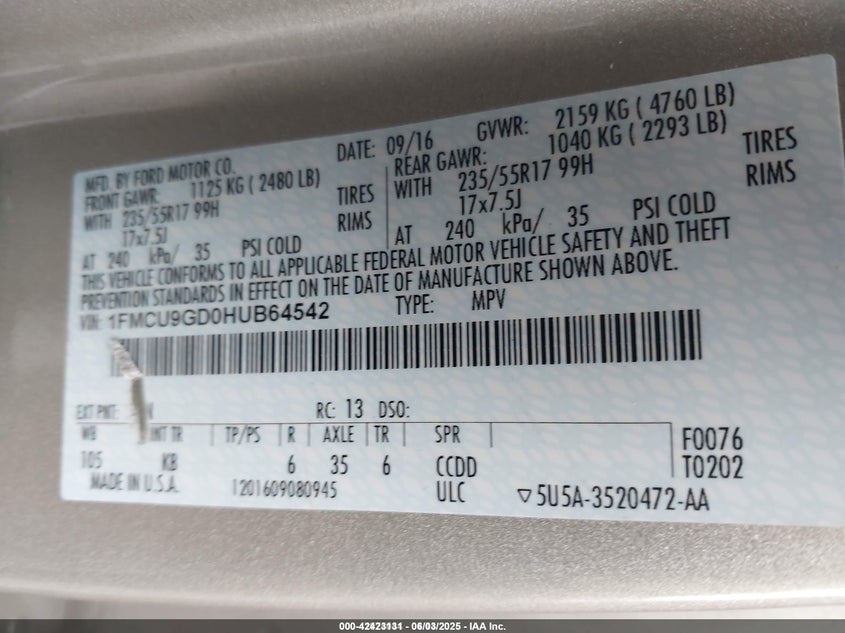 MFD. BY FORD MOTOR CO.
DATE: 09/16 GVWR: 2159 KG ( 4760 LB)
FRONT GAWR: 1125 KG ( 2480 LB)
WITH 235/55R17 99H TIRES
17x7.5J RIMS
AT 240 kPa/ 35 PSI COLD
REAR GAWR: 1040 KG ( 2293 LB)
WITH 235/55R17 99H TIRES
17x7.5J RIMS
AT 240 kPa/ 35 PSI COLD
THIS VEHICLE CONFORMS TO ALL APPLICABLE FEDERAL MOTOR VEHICLE SAFETY AND THEFT
PREVENTION STANDARDS IN EFFECT ON THE DATE OF MANUFACTURE SHOWN ABOVE.
VIN: 1FMCU9GD0HUB64542 TYPE: MPV
EXT PNT: RC: 13 DSO:
WB INT TR TP/PS R AXLE TR SPR F0076
105 KB 6 35 6 CCDD T0202
MADE IN U.S.A. 1201609080945 ULC ▽5U5A-3520472-AA
000-42423131 - 06/03/2025 - IAA Inc.